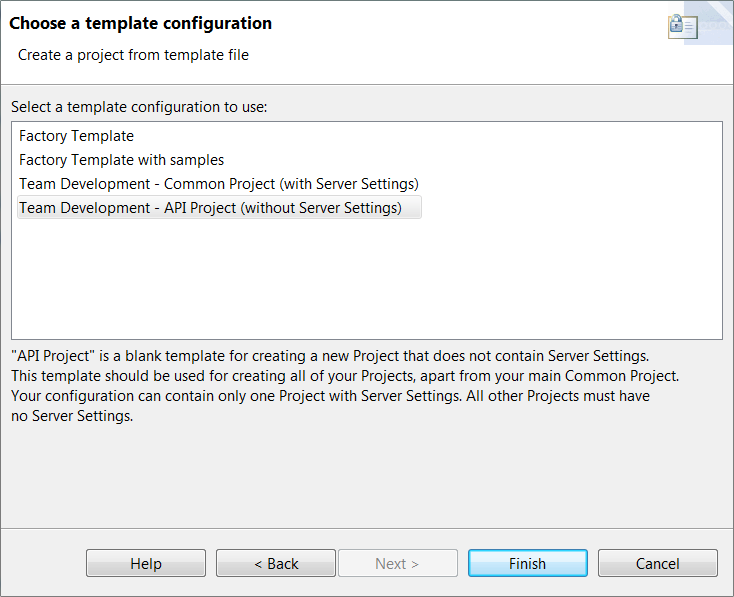 Choose a template configuration
Create a project from template file
Select a template configuration to use:
Factory Template
Factory Template with samples
Team Development - Common Project (with Server Settings)
Team Development - API Project (without Server Settings)
"API Project" is a blank template for creating a new Project that does not contain Server Settings.
This template should be used for creating all of your Projects, apart from your main Common Project.
Your configuration can contain only one Project with Server Settings. All other Projects must have
no Server Settings.
Help
< Back
Next >
Finish
Cancel